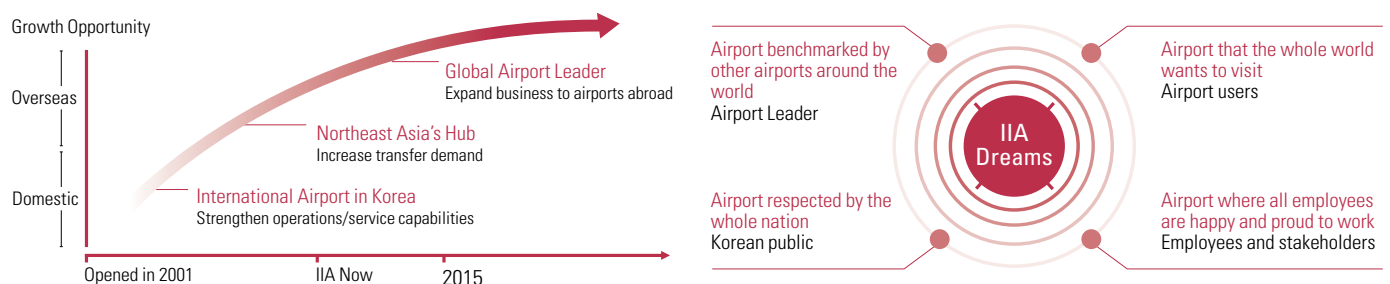 Growth Opportunity
Overseas
Domestic
Global Airport Leader
Expand business to airports abroad
Northeast Asia's Hub
Increase transfer demand
International Airport in Korea
Strengthen operations/service capabilities
Opened in 2001
IIA Now
2015
Airport benchmarked by
other airports around the
world
Airport Leader
Airport that the whole world
wants to visit
Airport users
IIA
Dreams
Airport respected by the
whole nation
Korean public
Airport where all employees
are happy and proud to work
Employees and stakeholders